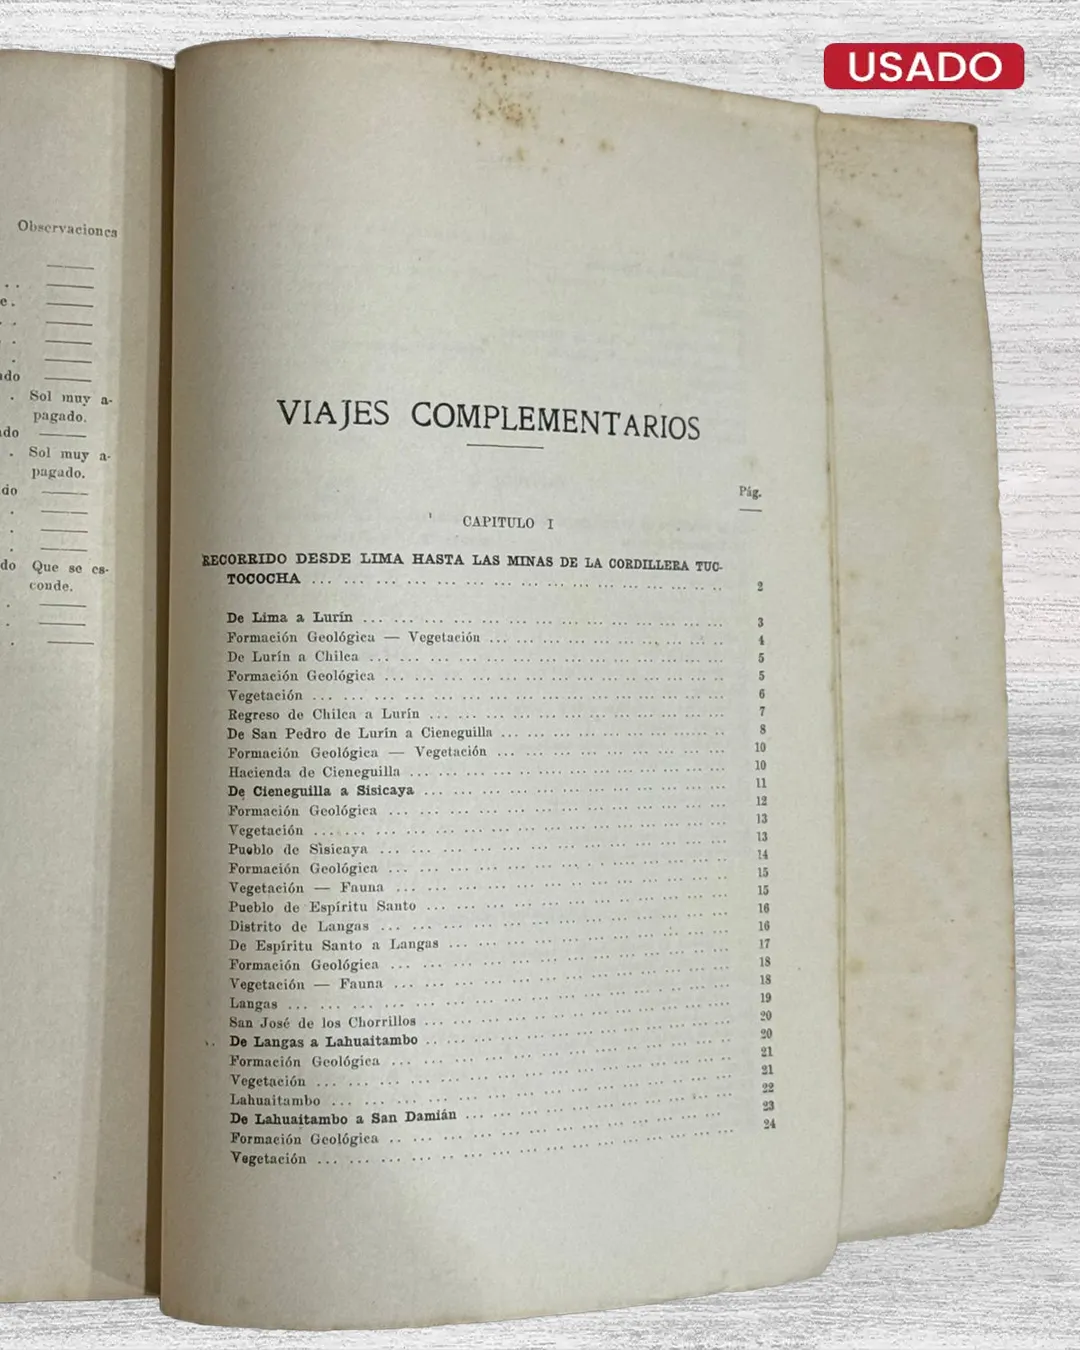 USADO
Observaciones
e.
ado
Sol muy a-
pagado.
ado
Sol muy a-
pagado.
do
do Que se es-
conde.
VIAJES COMPLEMENTARIOS
Pág.
CAPITULO I
RECORRIDO DESDE LIMA HASTA LAS MINAS DE LA CORDILLERA TUC-
TOCOCHA ... 2
De Lima a Lurín ... 3
Formación Geológica — Vegetación ... 4
De Lurín a Chilca ... 5
Formación Geológica ... 5
Vegetación ... 6
Regreso de Chilca a Lurín ... 7
De San Pedro de Lurín a Cieneguilla ... 8
Formación Geológica — Vegetación ... 10
Hacienda de Cieneguilla ... 10
De Cieneguilla a Sisicaya ... 11
Formación Geológica ... 12
Vegetación ... 13
Pueblo de Sisicaya ... 13
Formación Geológica ... 14
Vegetación — Fauna ... 15
Pueblo de Espíritu Santo ... 15
Distrito de Langas ... 16
De Espíritu Santo a Langas ... 16
Formación Geológica ... 17
Vegetación — Fauna ... 18
Langas ... 18
San José de los Chorrillos ... 19
De Langas a Lahuaitambo ... 20
Formación Geológica ... 20
Vegetación ... 21
Lahuaitambo ... 21
De Lahuaitambo a San Damián ... 22
Formación Geológica ... 23
Vegetación ... 24